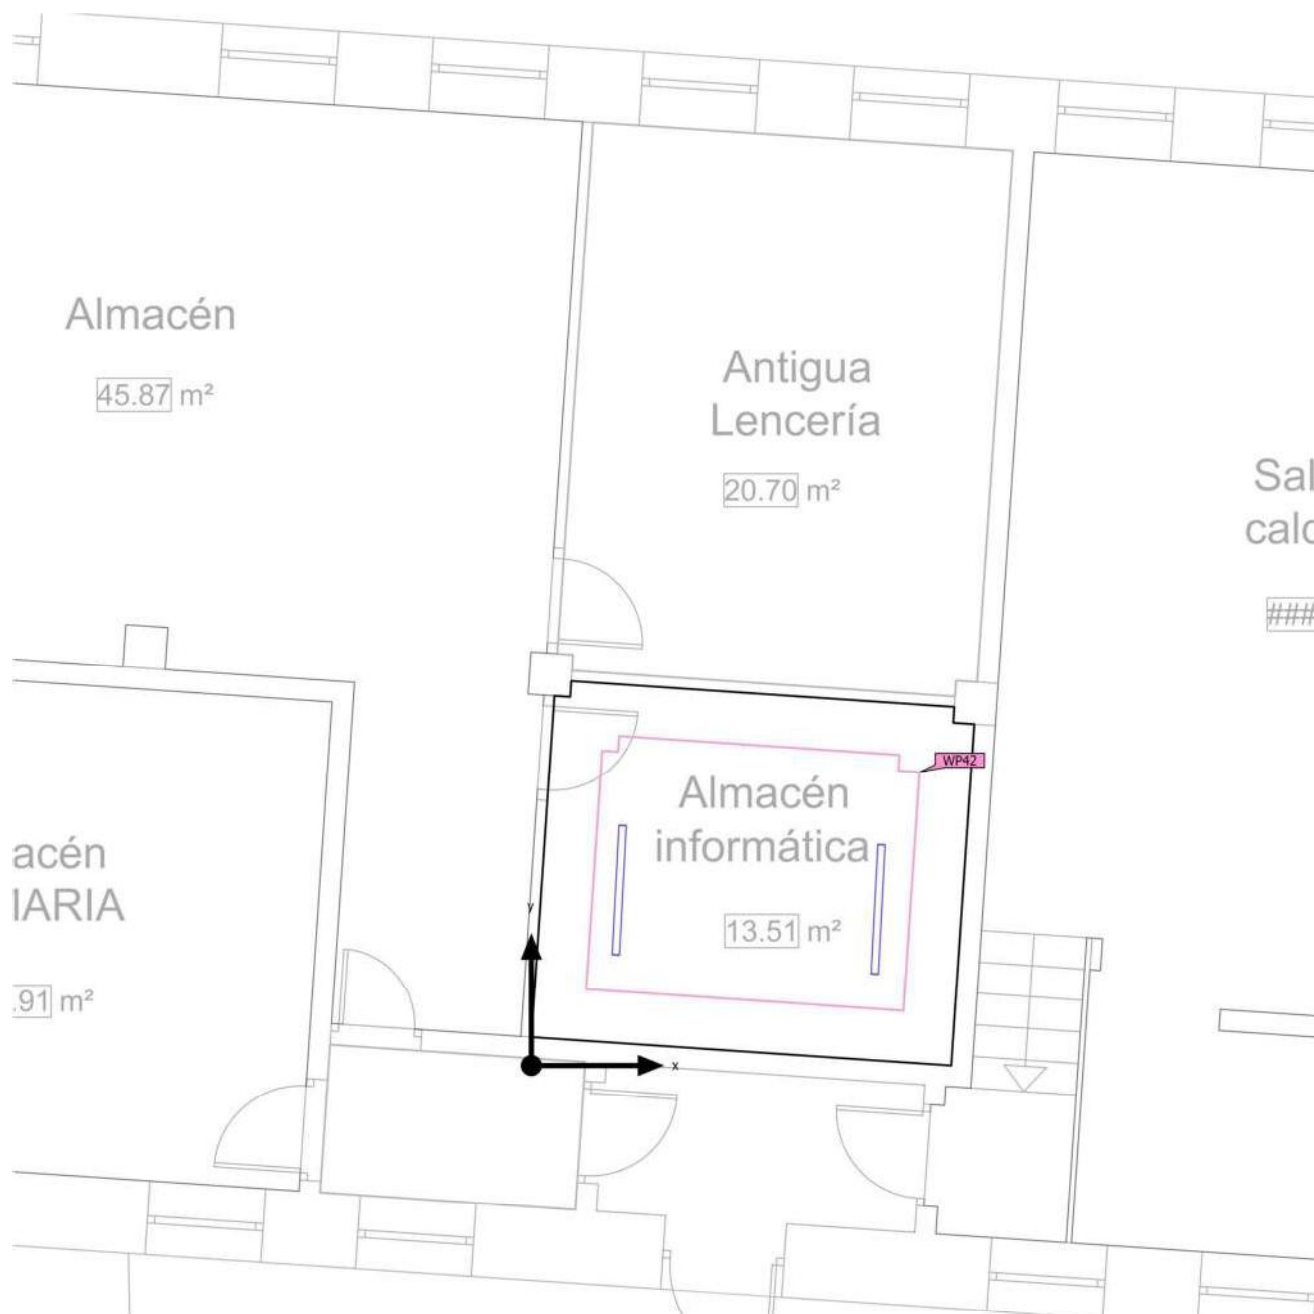 Almacén
45.87 m²
Antigua
Lencería
20.70 m²
Sal
calc
###
WP42
Almacén
informática
13.51 m²
acén
IARIA
.91 m²
y
x